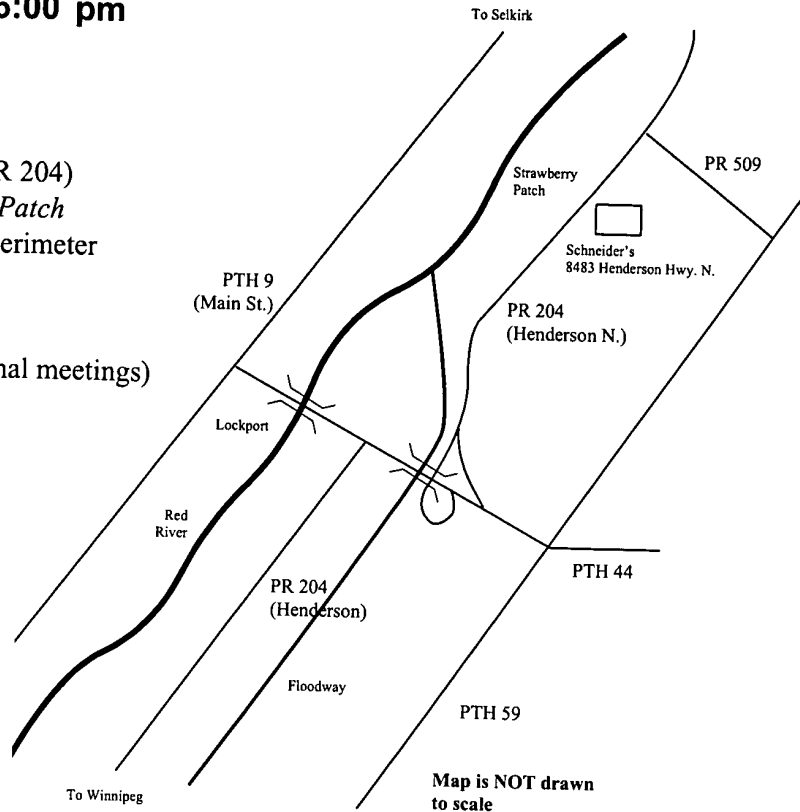 6:00 pm
To Selkirk
R 204)
Patch
erimeter
nal meetings)
Strawberry
Patch
PR 509
Schneider's
8483 Henderson Hwy. N.
PTH 9
(Main St.)
PR 204
(Henderson N.)
Lockport
Red
River
PTH 44
PR 204
(Henderson)
Floodway
PTH 59
To Winnipeg
Map is NOT drawn
to scale